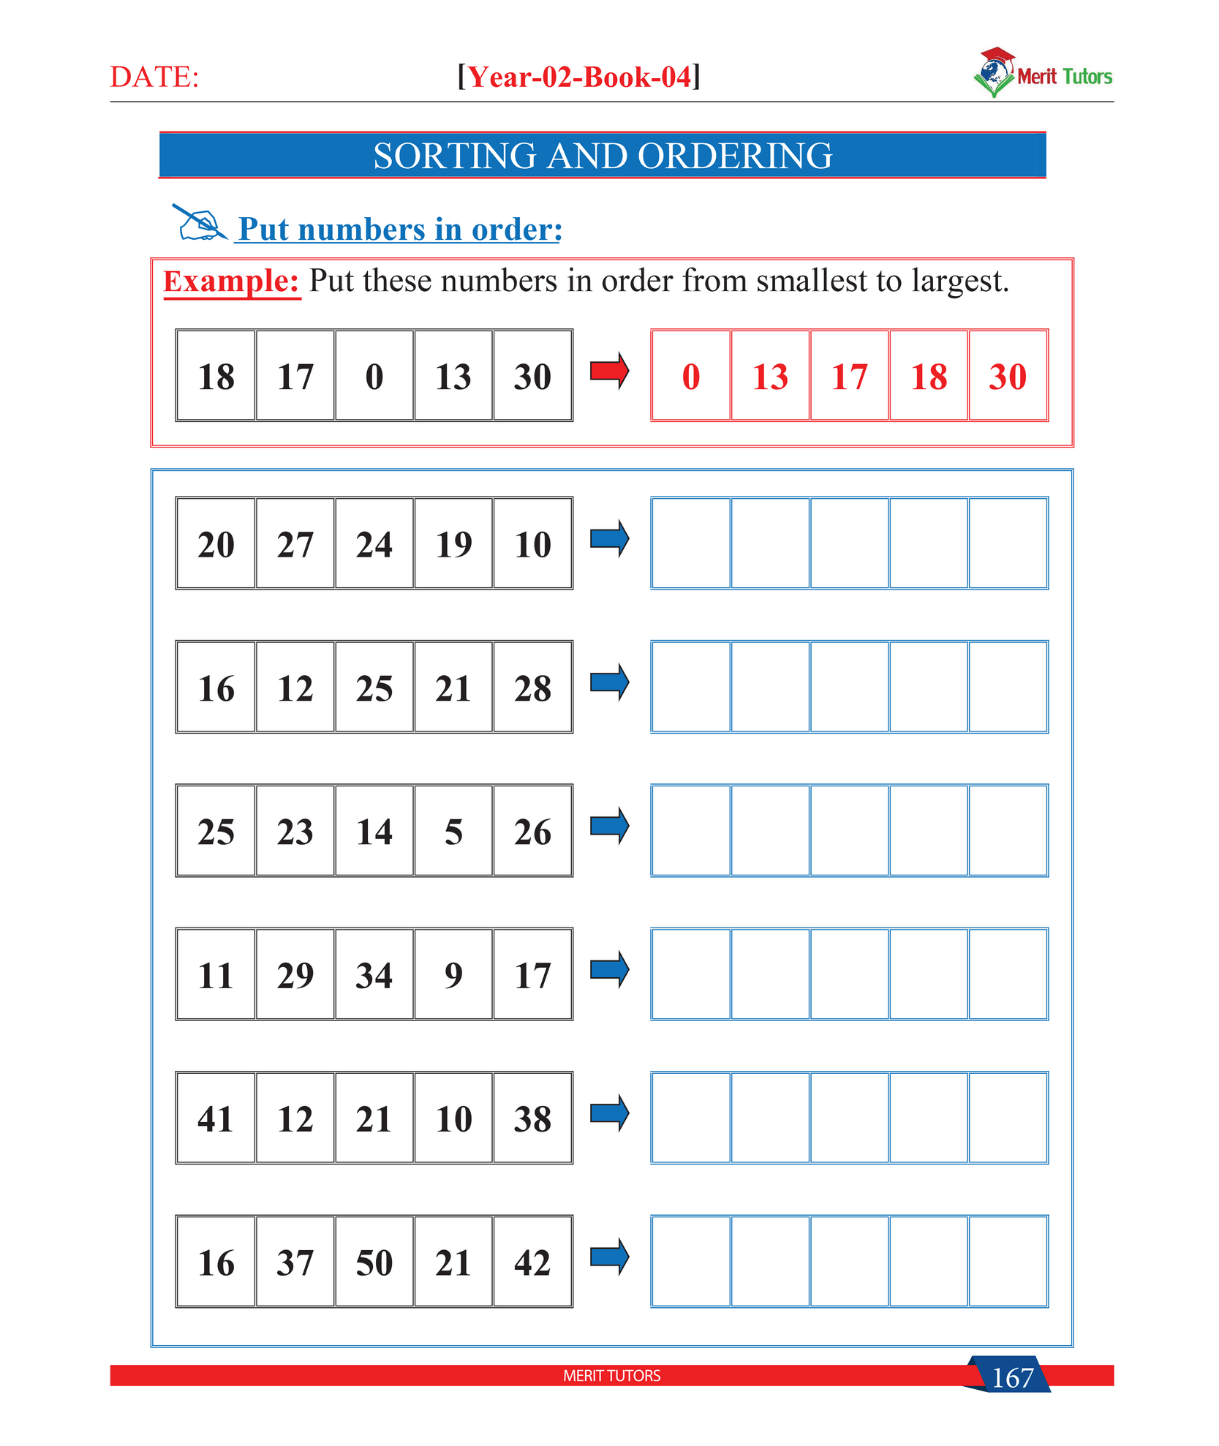 DATE: [Year-02-Book-04] Merit Tutors
SORTING AND ORDERING
Put numbers in order:
Example: Put these numbers in order from smallest to largest.
18 17 0 13 30 0 13 17 18 30
20 27 24 19 10
16 12 25 21 28
25 23 14 5 26
11 29 34 9 17
41 12 21 10 38
16 37 50 21 42
MERIT TUTORS 167